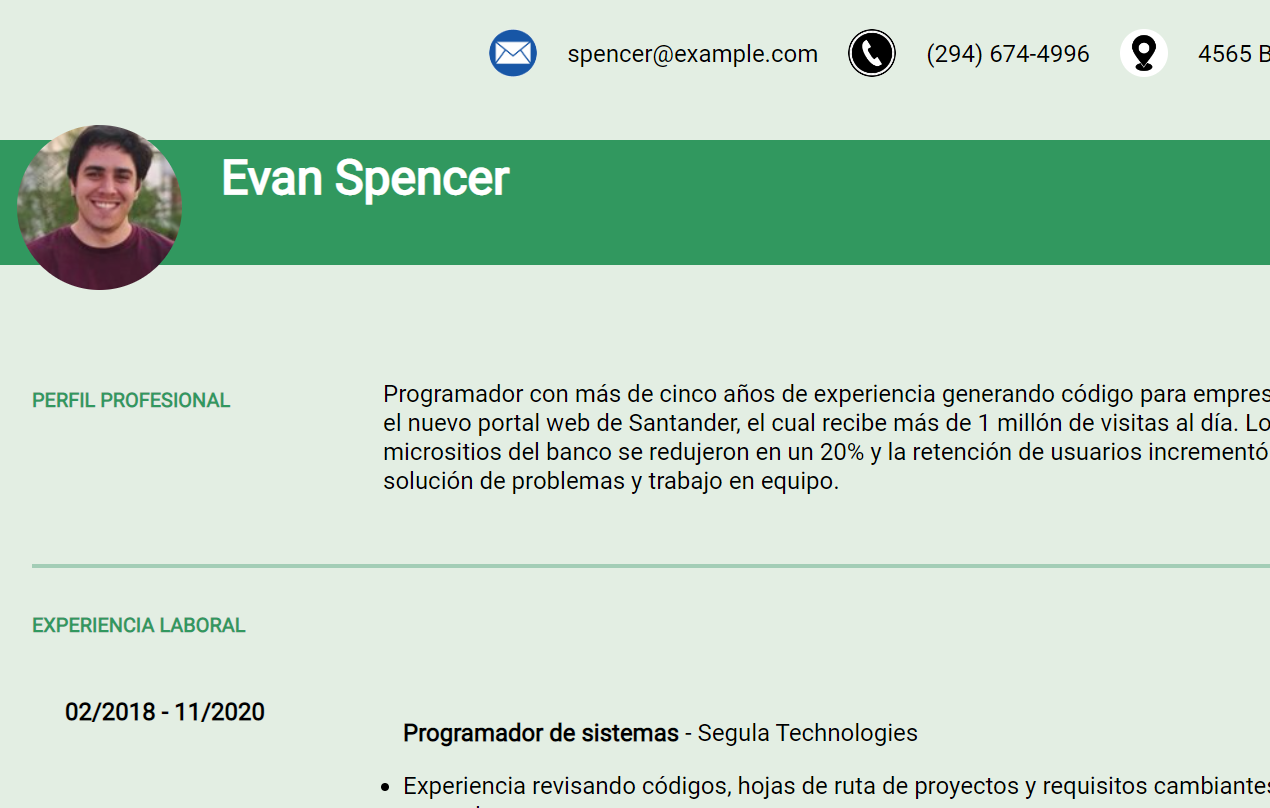 spencer@example.com (294) 674-4996 4565 B
Evan Spencer
PERFIL PROFESIONAL
Programador con más de cinco años de experiencia generando código para empres
el nuevo portal web de Santander, el cual recibe más de 1 millón de visitas al día. Lo
micrositios del banco se redujeron en un 20% y la retención de usuarios incrementó
solución de problemas y trabajo en equipo.
EXPERIENCIA LABORAL
02/2018 - 11/2020
Programador de sistemas - Segula Technologies
• Experiencia revisando códigos, hojas de ruta de proyectos y requisitos cambiantes